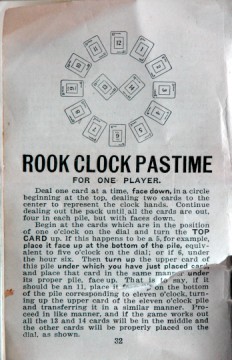 12
ROOK CLOCK PASTIME
FOR ONE PLAYER.
Deal one card at a time, face down, in a circle
beginning at the top, dealing two cards to the
center to represent the clock hands. Continue
dealing out the pack until all the cards are out,
four in each pile, but with faces down.
Begin at the cards which are in the position
of one o'clock on the dial and turn the TOP
CARD up. If this happens to be a 5, for example,
place it face up at the bottom of the pile, equiv-
alent to five o'clock on the dial; or if 6, under
the hour six. Then turn up the upper card of
this pile under which you have just placed card,
and place that card in the same manner under
proper pile, face up. That is to say, if it
should be an 11, place it on the bottom
of the pile corresponding to eleven o'clock, turn-
ing up the upper card of the eleven o'clock pile
and transferring it in a similar manner. Pro-
ceed in like manner, and if the game works out
all the 13 and 14 cards will be in the middle and
the other cards will be properly placed on the
dial, as shown.
32